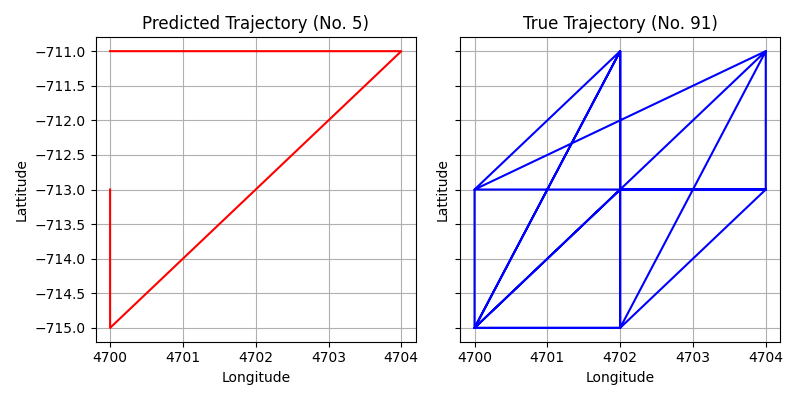 Predicted Trajectory (No. 5)
True Trajectory (No. 91)
−711.0
−711.5
−712.0
−712.5
−713.0
−713.5
−714.0
−714.5
−715.0
Lattitude
Lattitude
4700 4701 4702 4703 4704
4700 4701 4702 4703 4704
Longitude
Longitude